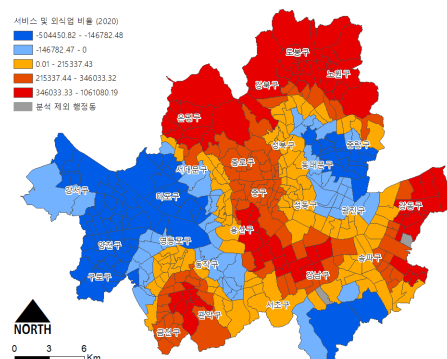 서비스 및 외식업 비율 (2020)
-504450.82 - -146782.48
-146782.47 - 0
0.01 - 215337.43
215337.44 - 346033.32
346033.33 - 1061080.19
분석 제외 행정동
도봉구
노원구
강북구
은평구
성북구
중랑구
종로구
서대문구
동대문구
강서구
마포구
중구
성동구
광진구
강동구
용산구
양천구
영등포구
송파구
동작구
구로구
강남구
서초구
관악구
금천구
NORTH
0 3 6
Km